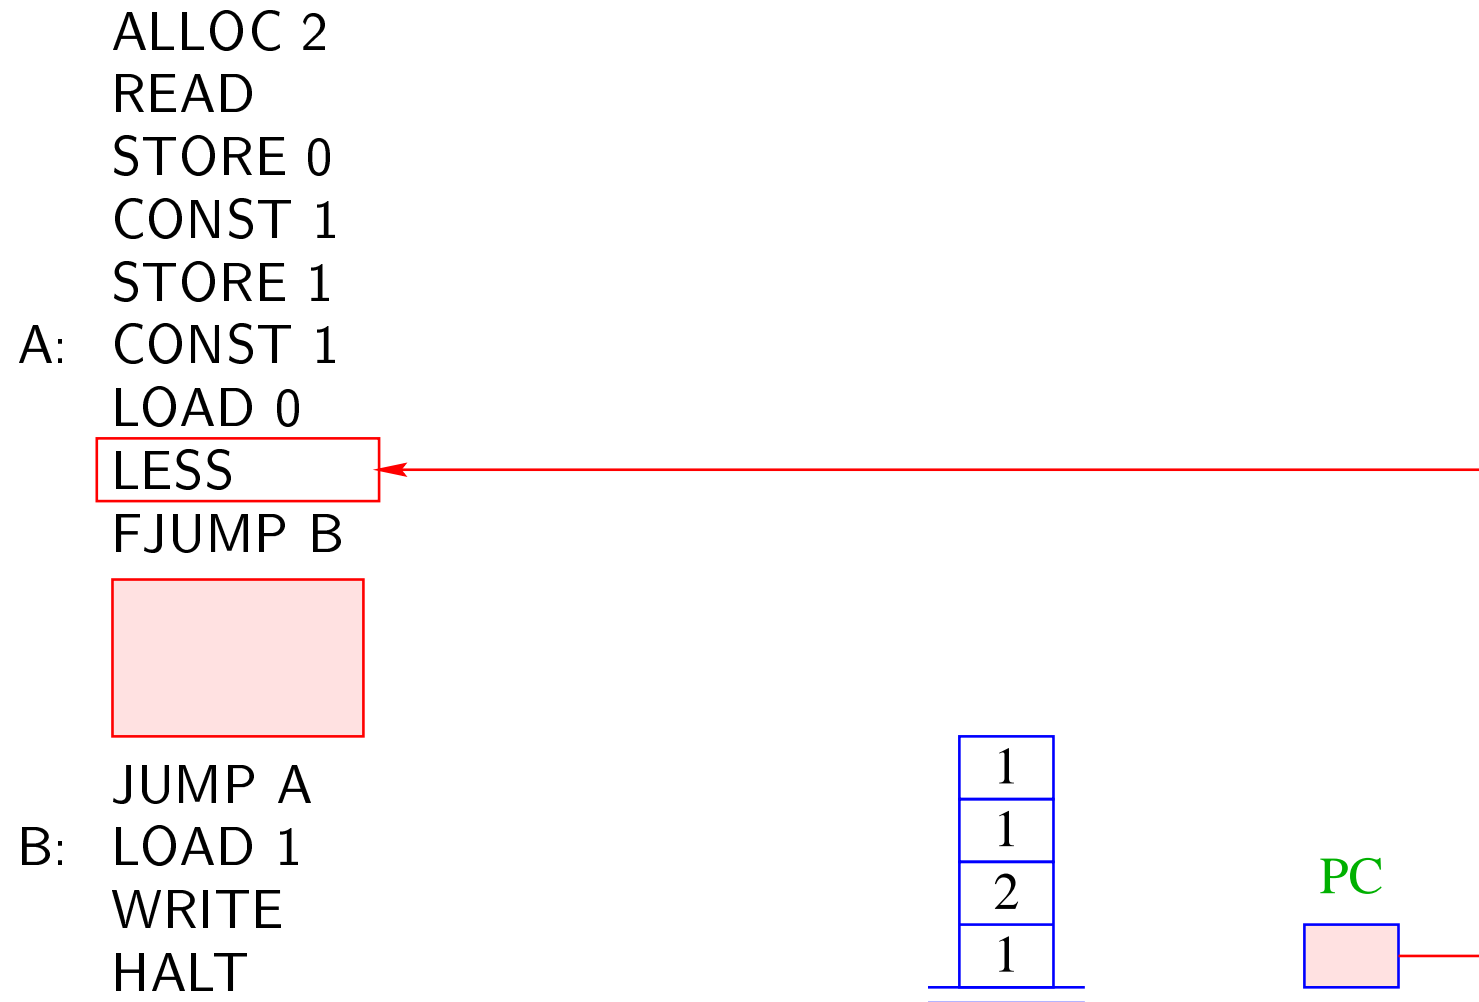 ALLOC 2
READ
STORE 0
CONST 1
STORE 1
A: CONST 1
LOAD 0
LESS
FJUMP B
JUMP A
B: LOAD 1
WRITE
HALT
1
1
2
1
PC